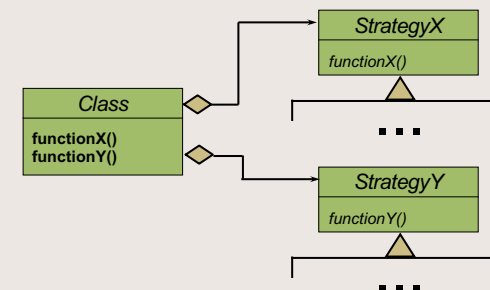 StrategyX
functionX()
Class
functionX()
functionY()
StrategyY
functionY()